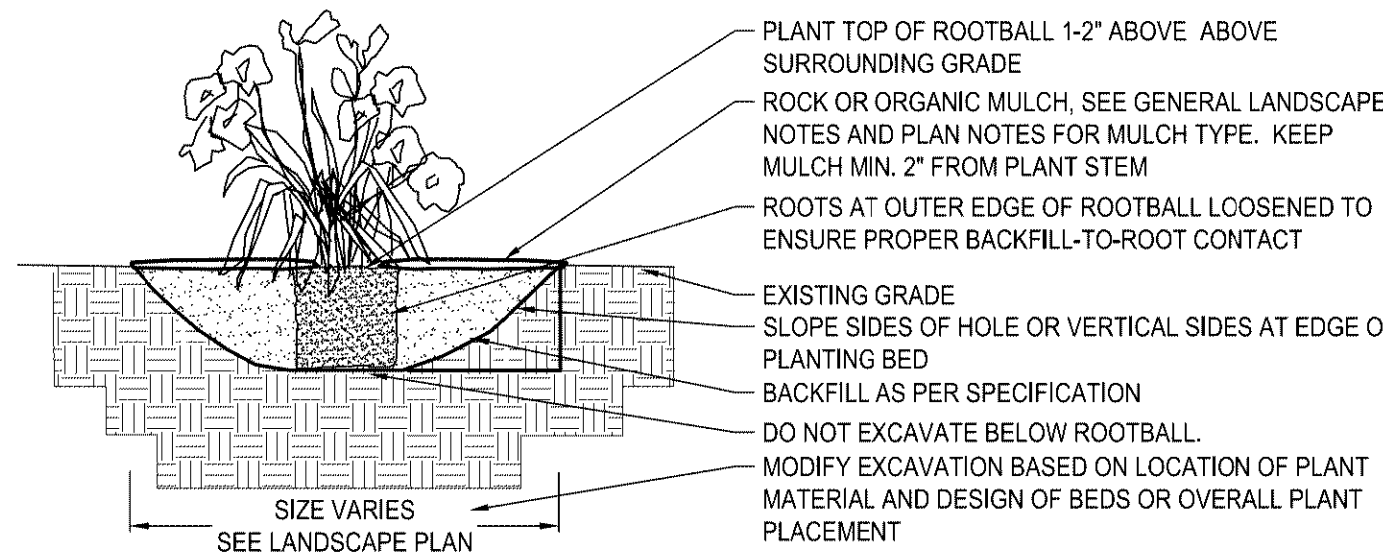 PLANT TOP OF ROOTBALL 1-2" ABOVE ABOVE
SURROUNDING GRADE
ROCK OR ORGANIC MULCH, SEE GENERAL LANDSCAPE
NOTES AND PLAN NOTES FOR MULCH TYPE. KEEP
MULCH MIN. 2" FROM PLANT STEM
ROOTS AT OUTER EDGE OF ROOTBALL LOOSENED TO
ENSURE PROPER BACKFILL-TO-ROOT CONTACT
EXISTING GRADE
SLOPE SIDES OF HOLE OR VERTICAL SIDES AT EDGE O
PLANTING BED
BACKFILL AS PER SPECIFICATION
DO NOT EXCAVATE BELOW ROOTBALL.
MODIFY EXCAVATION BASED ON LOCATION OF PLANT
MATERIAL AND DESIGN OF BEDS OR OVERALL PLANT
PLACEMENT
SIZE VARIES
SEE LANDSCAPE PLAN